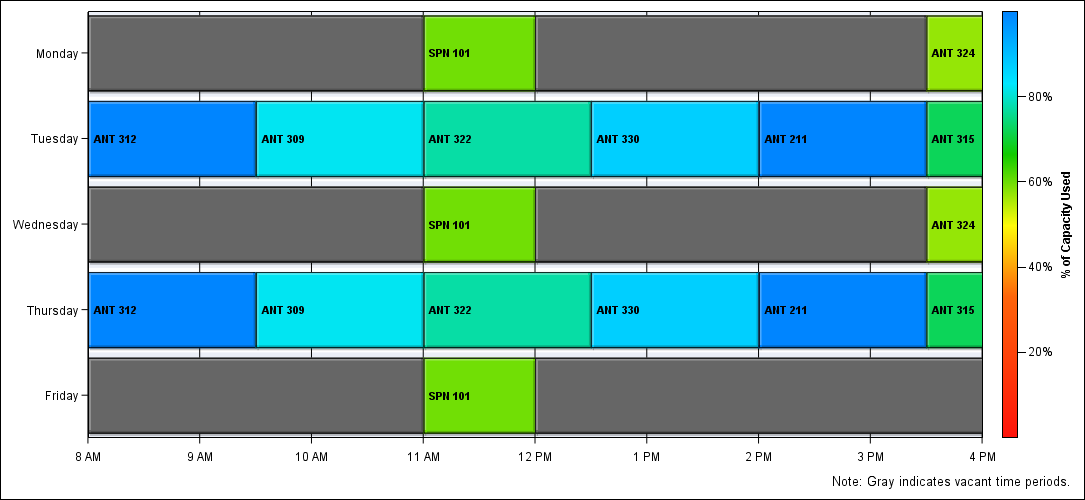 Monday SPN 101 ANT 324
80%
Tuesday ANT 312 ANT 309 ANT 322 ANT 330 ANT 211 ANT 315
60%
Wednesday SPN 101 ANT 324
% of Capacity Used
40%
Thursday ANT 312 ANT 309 ANT 322 ANT 330 ANT 211 ANT 315
20%
Friday SPN 101
8 AM 9 AM 10 AM 11 AM 12 PM 1 PM 2 PM 3 PM 4 PM
Note: Gray indicates vacant time periods.